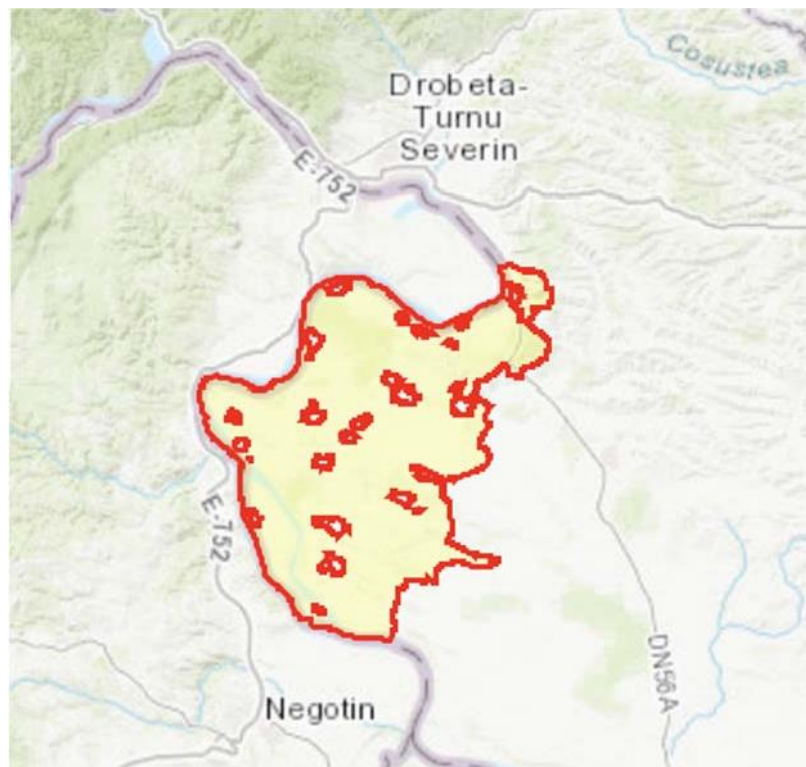 Cosustea
Drobeta-
Turnu
Severin
E-752
E-752
DN56A
Negotin